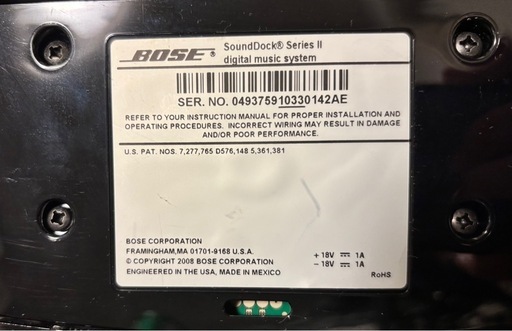 BOSE ® SoundDock® Series II
digital music system
SER. NO. 049375910330142AE
REFER TO YOUR INSTRUCTION MANUAL FOR PROPER INSTALLATION AND
OPERATING PROCEDURES. INCORRECT WIRING MAY RESULT IN DAMAGE
AND/OR POOR PERFORMANCE.
U.S. PAT. NOS. 7,277,765 D576,148 5,361,381
BOSE CORPORATION
FRAMINGHAM,MA 01701-9168 U.S.A.
© COPYRIGHT 2008 BOSE CORPORATION
ENGINEERED IN THE USA, MADE IN MEXICO
+ 18V ⎓ 1A
– 18V ⎓ 1A
RoHS